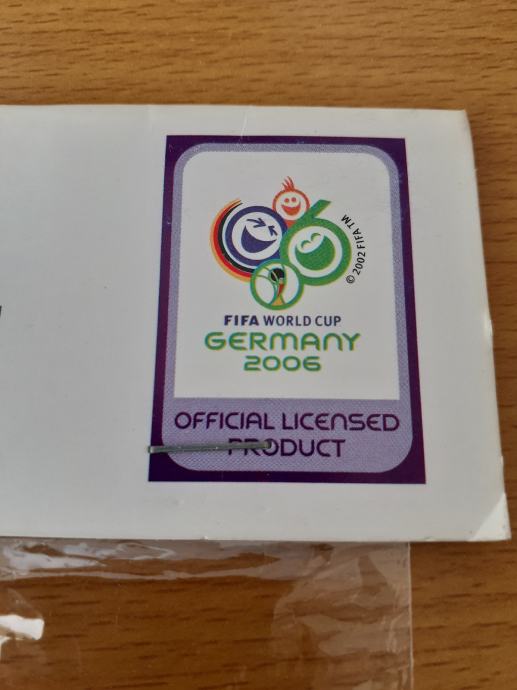 © 2002 FIFA TM
FIFA WORLD CUP
GERMANY
2006
OFFICIAL LICENSED
PRODUCT